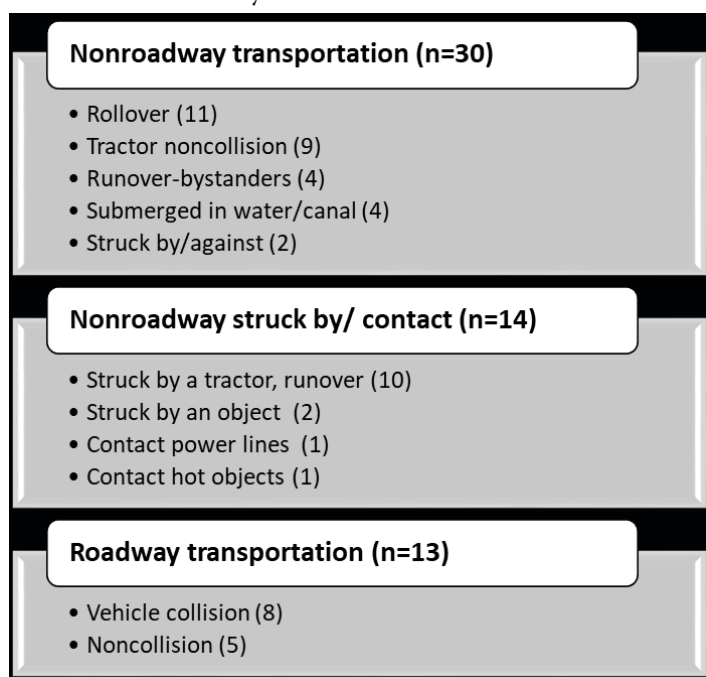 Nonroadway transportation (n=30)
• Rollover (11)
• Tractor noncollision (9)
• Runover-bystanders (4)
• Submerged in water/canal (4)
• Struck by/against (2)
Nonroadway struck by/ contact (n=14)
• Struck by a tractor, runover (10)
• Struck by an object (2)
• Contact power lines (1)
• Contact hot objects (1)
Roadway transportation (n=13)
• Vehicle collision (8)
• Noncollision (5)